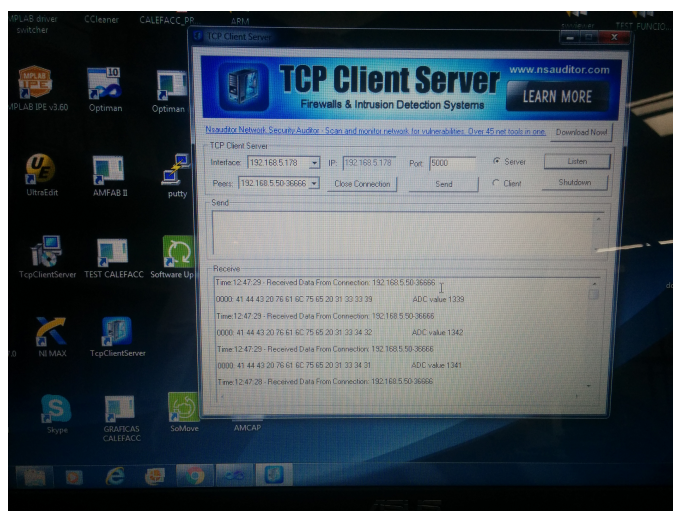 MPLAB driver
switcher
CCleaner
CALEFACC_PR
ARM
TEST FUNCIO...
TCP Client Server
TCP Client Server
Firewalls & Intrusion Detection Systems
www.nsauditor.com
LEARN MORE
MPLAB
IPE
MPLAB IPE v3.60
10
Optiman
Optiman
Nsauditor Network Security Auditor - Scan and monitor network for vulnerabilities. Over 45 net tools in one.
Download Now!
TCP Client Server
Interface: 192.168.5.178 IP: 192.168.5.178 Port: 5000 Server Listen
Peers: 192.168.5.50-36666 Close Connection Send Client Shutdown
UE
UltraEdit
AMFAB II
putty
Send
TcpClientServer
TEST CALEFACC
Software Up
Receive
Time:12:47:29 - Received Data From Connection: 192.168.5.50-36666
0000: 41 44 43 20 76 61 6C 75 65 20 31 33 33 39 ADC value 1339
Time:12:47:29 - Received Data From Connection: 192.168.5.50-36666
0000: 41 44 43 20 76 61 6C 75 65 20 31 33 34 32 ADC value 1342
Time:12:47:29 - Received Data From Connection: 192.168.5.50-36666
0000: 41 44 43 20 76 61 6C 75 65 20 31 33 34 31 ADC value 1341
Time:12:47:28 - Received Data From Connection: 192.168.5.50-36666
7.0
NI MAX
TcpClientServer
S
Skype
GRAFICAS
CALEFACC
SoMove
AMCAP